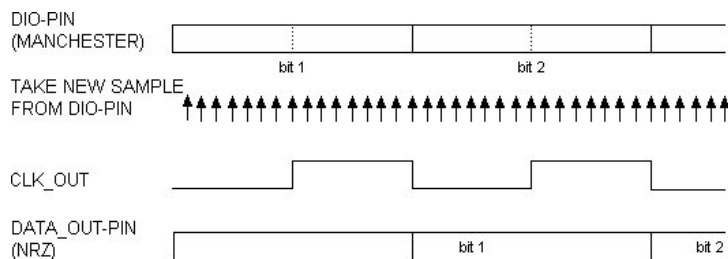 DIO-PIN
(MANCHESTER)
bit 1
bit 2
TAKE NEW SAMPLE
FROM DIO-PIN
CLK_OUT
DATA_OUT-PIN
(NRZ)
bit 1
bit 2